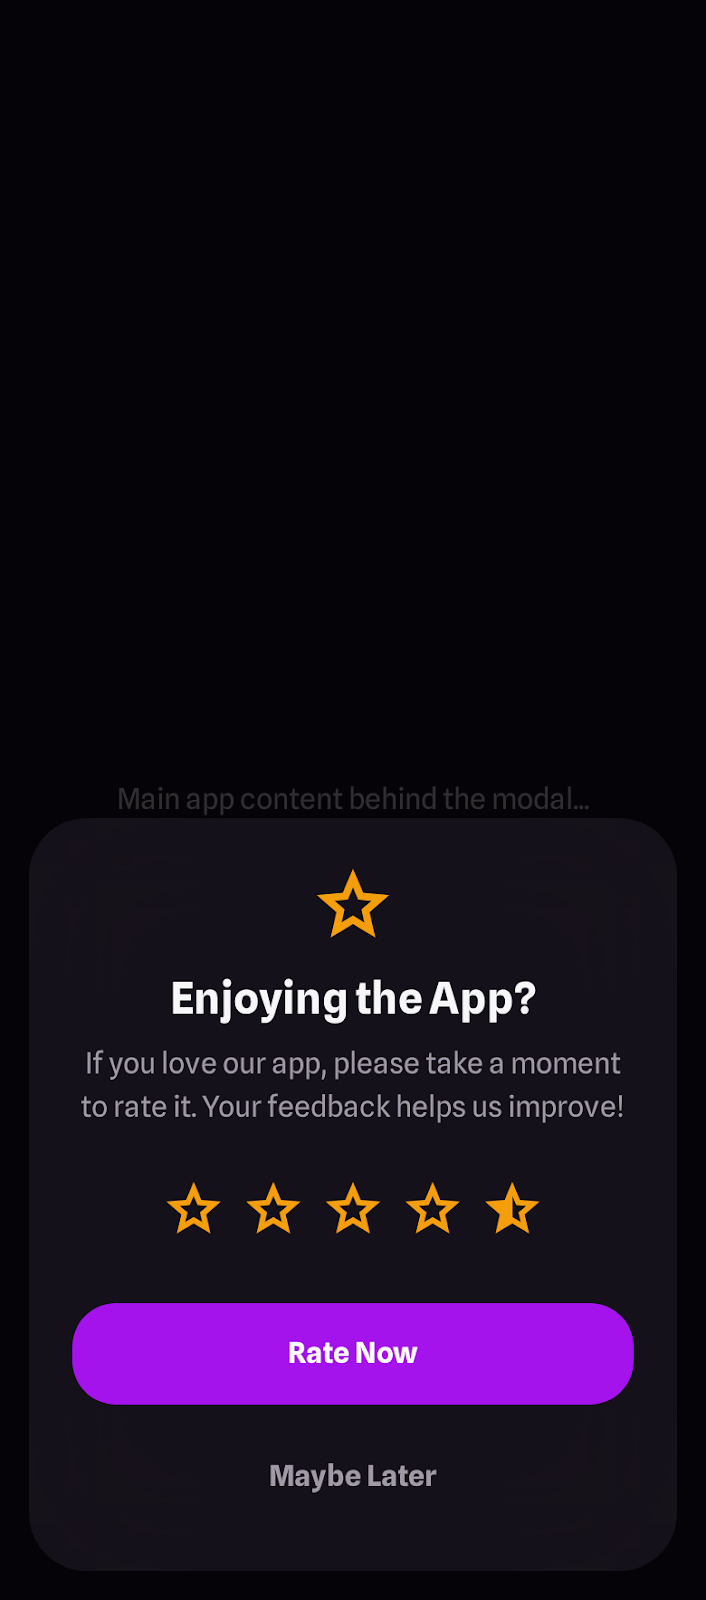 Main app content behind the modal...
Enjoying the App?
If you love our app, please take a moment
to rate it. Your feedback helps us improve!
Rate Now
Maybe Later